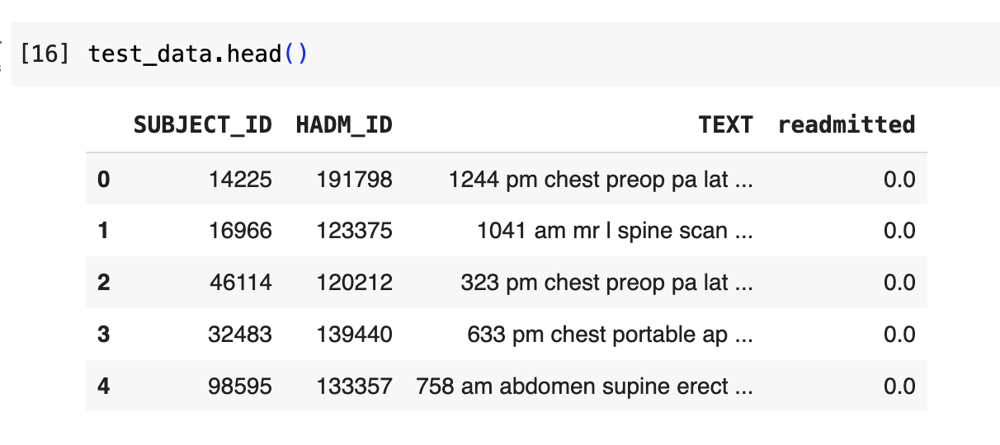 [16] test_data.head()
SUBJECT_ID HADM_ID TEXT readmitted
0 14225 191798 1244 pm chest preop pa lat ... 0.0
1 16966 123375 1041 am mr l spine scan ... 0.0
2 46114 120212 323 pm chest preop pa lat ... 0.0
3 32483 139440 633 pm chest portable ap ... 0.0
4 98595 133357 758 am abdomen supine erect ... 0.0